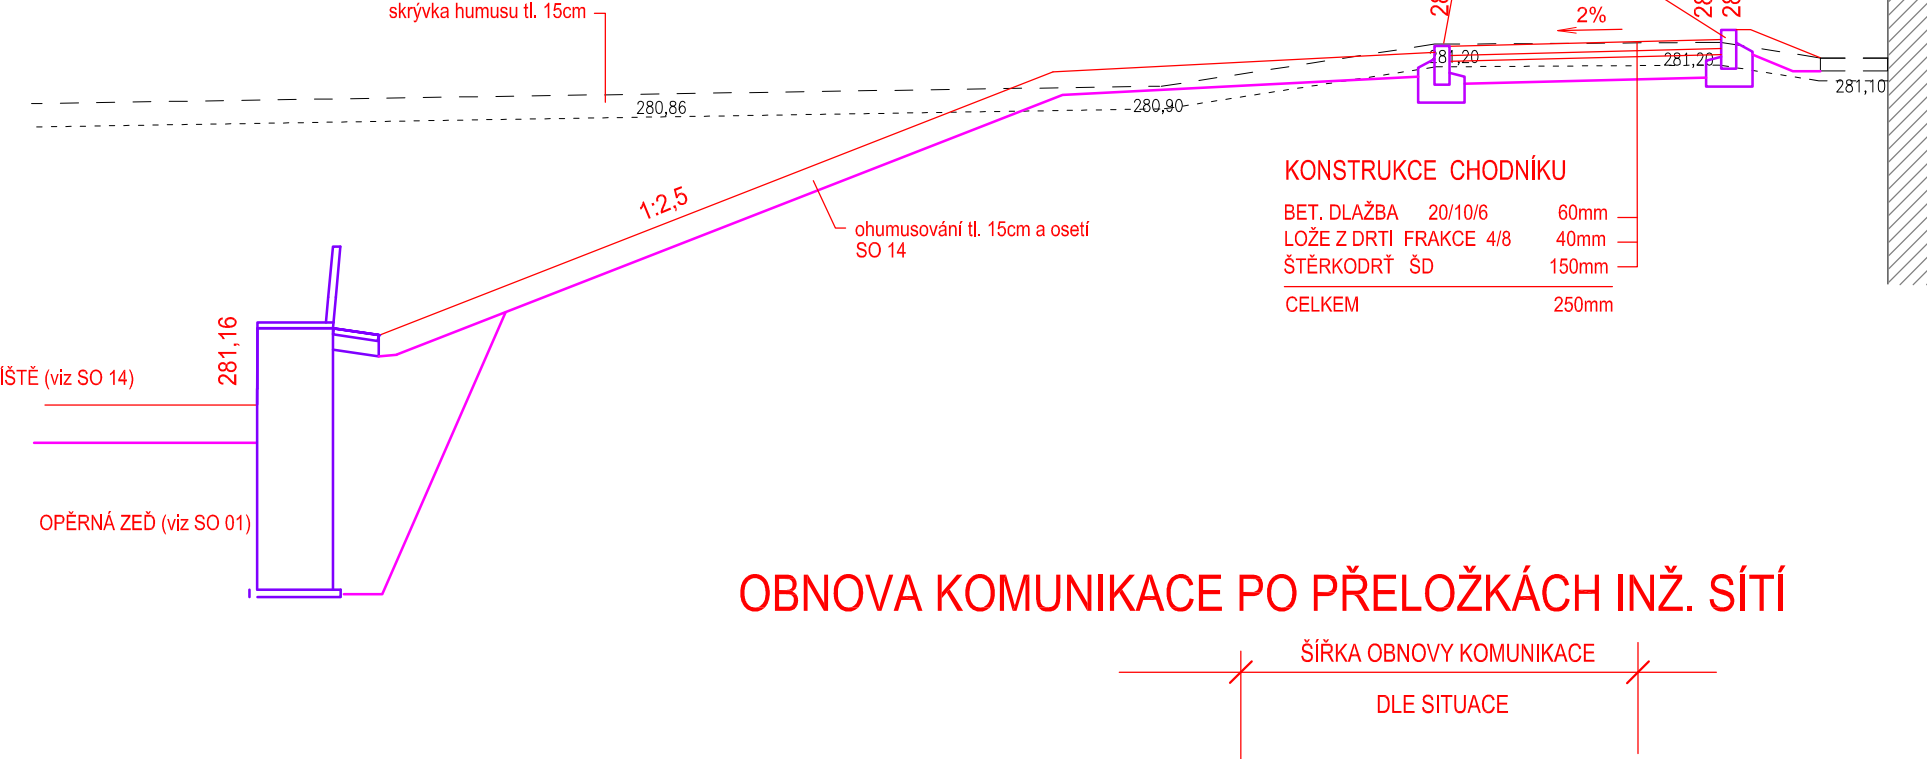 skrývka humusu tl. 15cm
2%
281,20
281,20
281,10
280,86
280,90
1:2,5
KONSTRUKCE CHODNÍKU
BET. DLAŽBA 20/10/6 60mm
LOŽE Z DRTI FRAKCE 4/8 40mm
ŠTĚRKODRŤ ŠD 150mm
CELKEM 250mm
ohumusování tl. 15cm a osetí
SO 14
281,16
(viz SO 14)
OPĚRNÁ ZEĎ (viz SO 01)
OBNOVA KOMUNIKACE PO PŘELOŽKÁCH INŽ. SÍTÍ
ŠÍŘKA OBNOVY KOMUNIKACE
DLE SITUACE